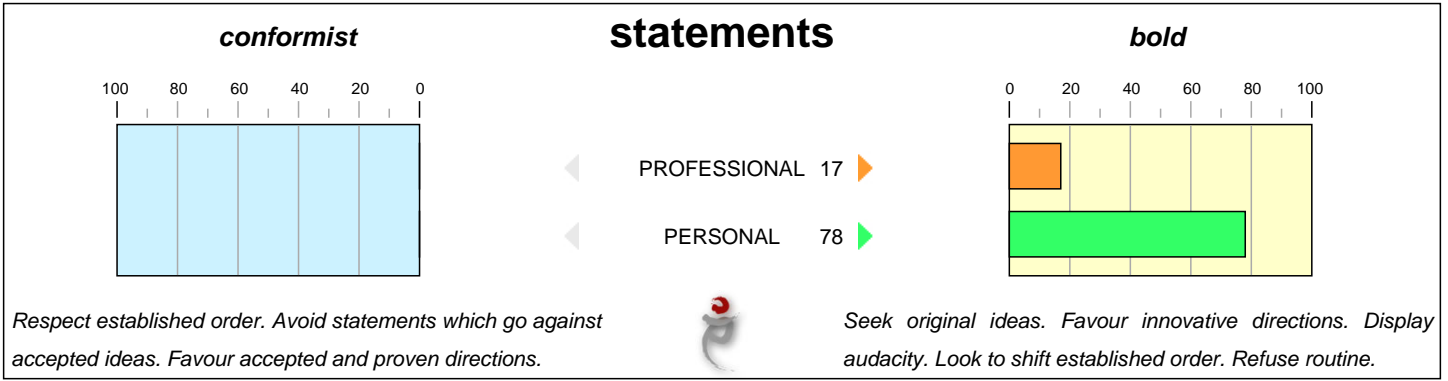 conformist
statements
bold
100 80 60 40 20 0
0 20 40 60 80 100
PROFESSIONAL 17
PERSONAL 78
Respect established order. Avoid statements which go against
accepted ideas. Favour accepted and proven directions.
Seek original ideas. Favour innovative directions. Display
audacity. Look to shift established order. Refuse routine.